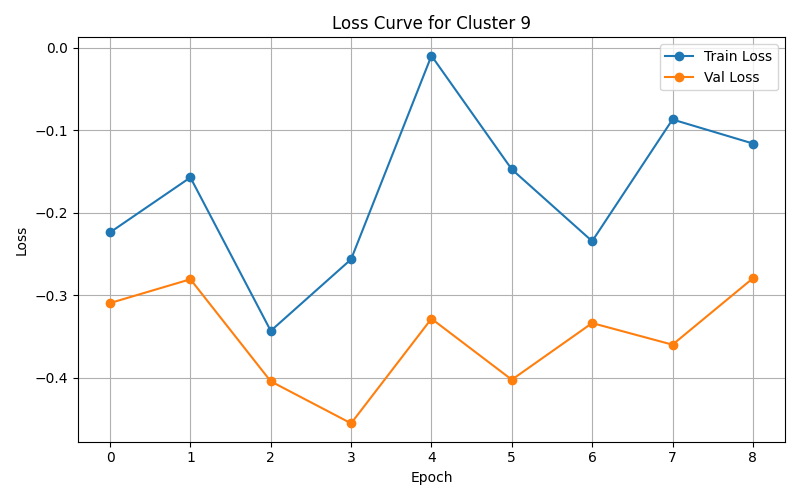 Loss Curve for Cluster 9
Train Loss
Val Loss
0.0
−0.1
−0.2
−0.3
−0.4
Loss
0 1 2 3 4 5 6 7 8
Epoch